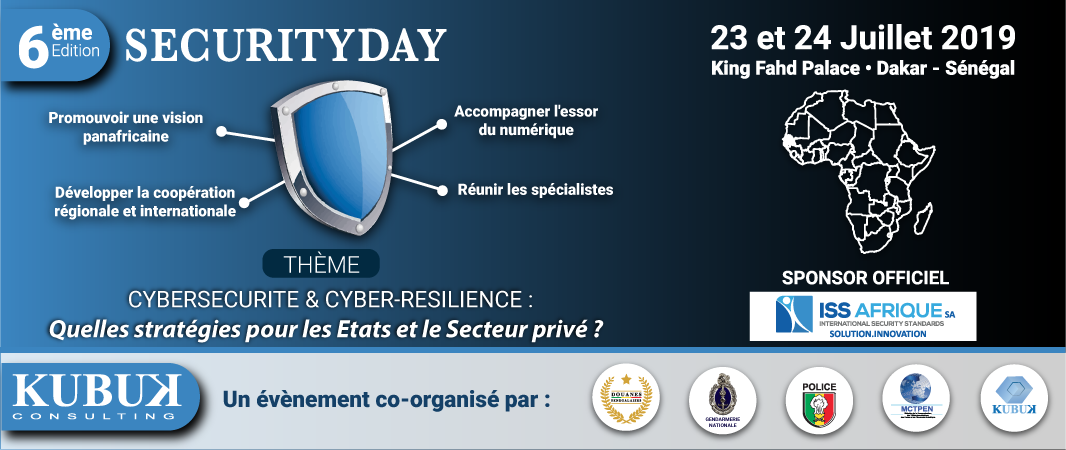 6ème
Edition
SECURITYDAY
23 et 24 Juillet 2019
King Fahd Palace • Dakar - Sénégal
Promouvoir une vision
panafricaine
Accompagner l'essor
du numérique
Développer la coopération
régionale et internationale
Réunir les spécialistes
THÈME
CYBERSECURITE & CYBER-RESILIENCE :
Quelles stratégies pour les Etats et le Secteur privé ?
SPONSOR OFFICIEL
ISS AFRIQUE SA
INTERNATIONAL SECURITY STANDARDS
SOLUTION.INNOVATION
KUBUK
CONSULTING
Un évènement co-organisé par :
DOUANES
SENEGALAISES
GENDARMERIE
NATIONALE
POLICE
MCTPEN
KUBUK